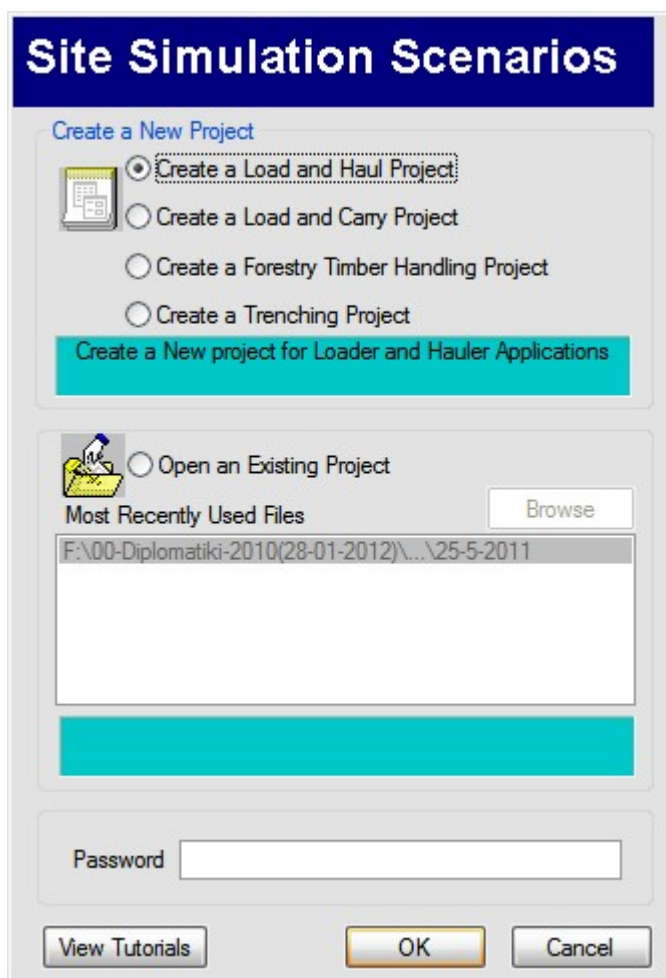 Site Simulation Scenarios
Create a New Project
Create a Load and Haul Project
Create a Load and Carry Project
Create a Forestry Timber Handling Project
Create a Trenching Project
Create a New project for Loader and Hauler Applications
Open an Existing Project
Most Recently Used Files
Browse
F:\00-Diplomatiki-2010(28-01-2012)\...\25-5-2011
Password
View Tutorials
OK
Cancel